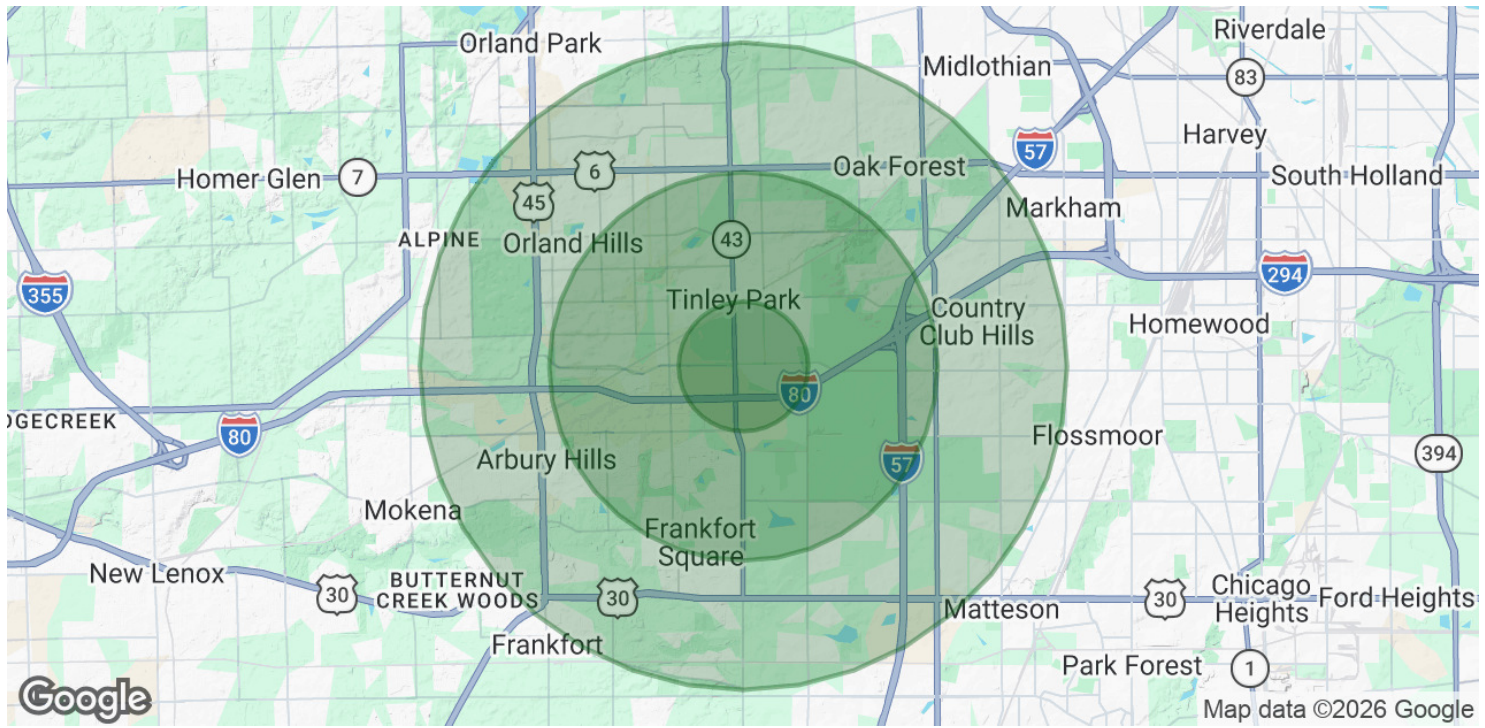 Riverdale
Orland Park
Midlothian
83
Harvey
57
Oak Forest
6
Homer Glen
7
South Holland
45
Markham
43
ALPINE
Orland Hills
294
355
Tinley Park
Country
Club Hills
Homewood
80
DGECREEK
80
Flossmoor
394
Arbury Hills
57
Mokena
Frankfort
Square
New Lenox
BUTTERNUT
CREEK WOODS
30
30
30
Chicago
Heights
Ford Heights
Matteson
Frankfort
Park Forest
1
Google
Map data ©2026 Google